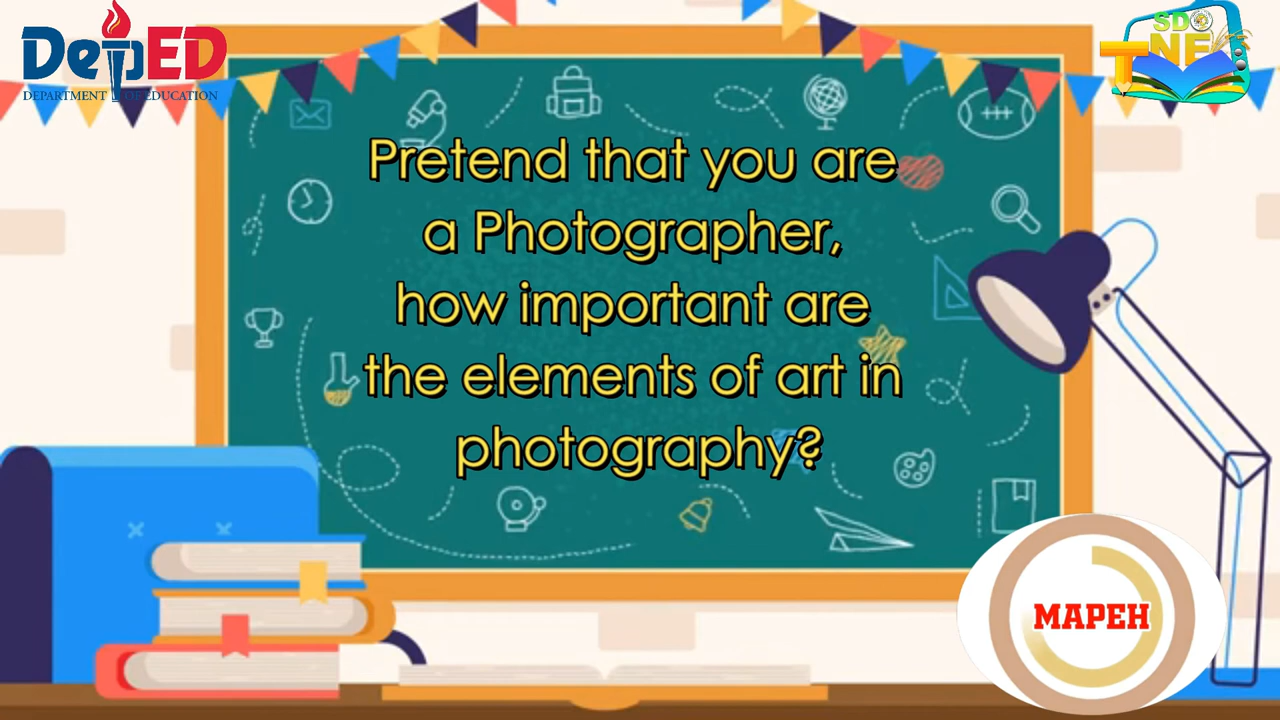 DepED
DEPARTMENT OF EDUCATION
SDO
TNE
Pretend that you are
a Photographer,
how important are
the elements of art in
photography?
MAPEH